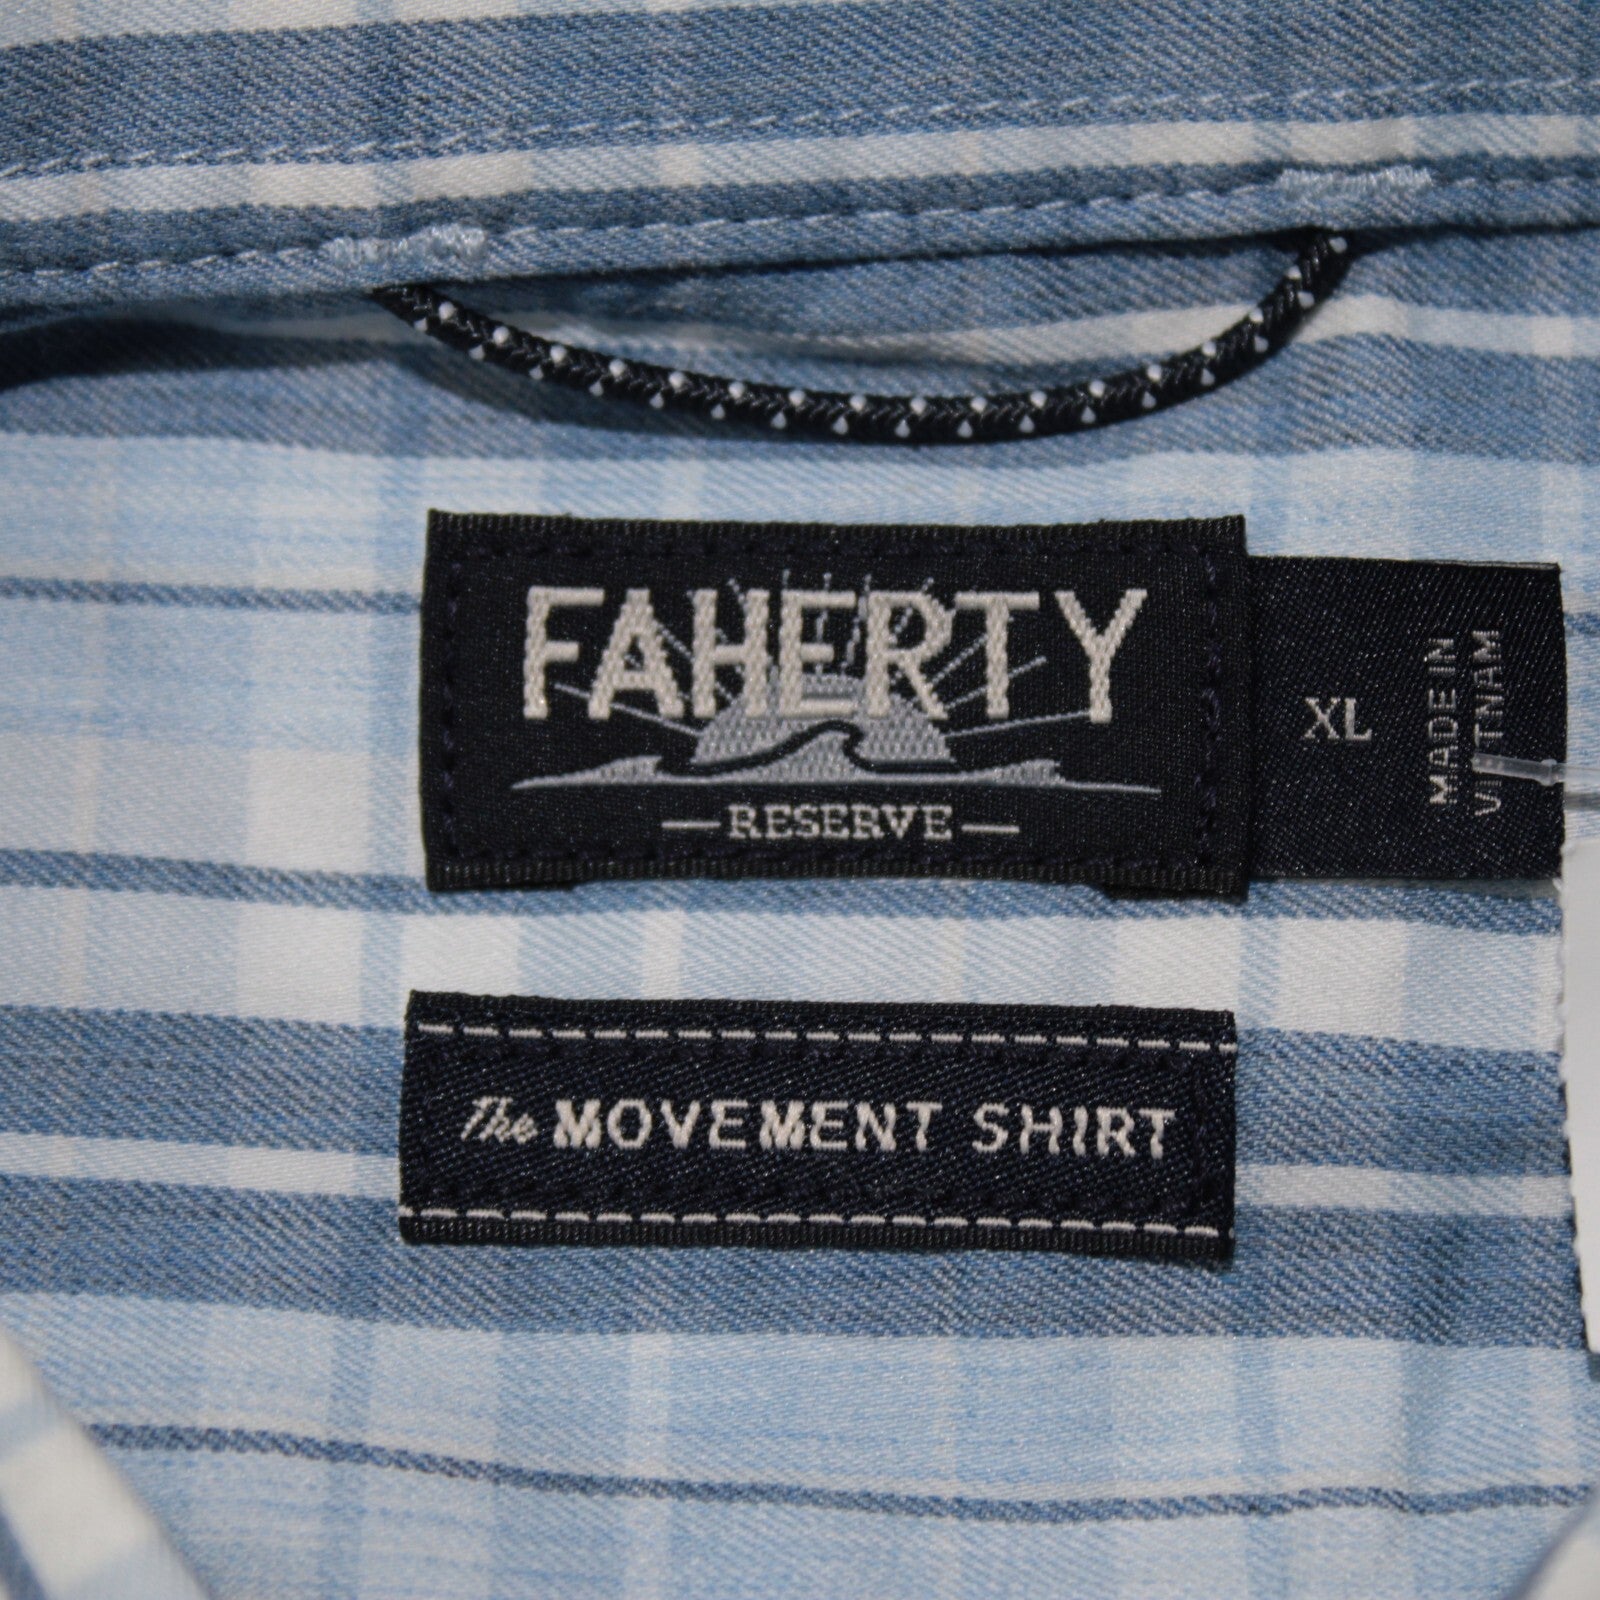 FAHERTY
RESERVE
XL
MADE IN
VIETNAM
The MOVEMENT SHIRT